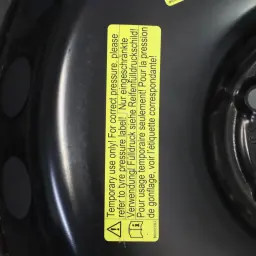 Temporary use only! For correct pressure, please
refer to tyre pressure label! Nur eingeschränkte
Verwendung! Fülldruck siehe Reifenfülldruckschild!
Pour usage temporaire seulement! Pour la pression
de gonflage, voir l'etiquette correspondante!